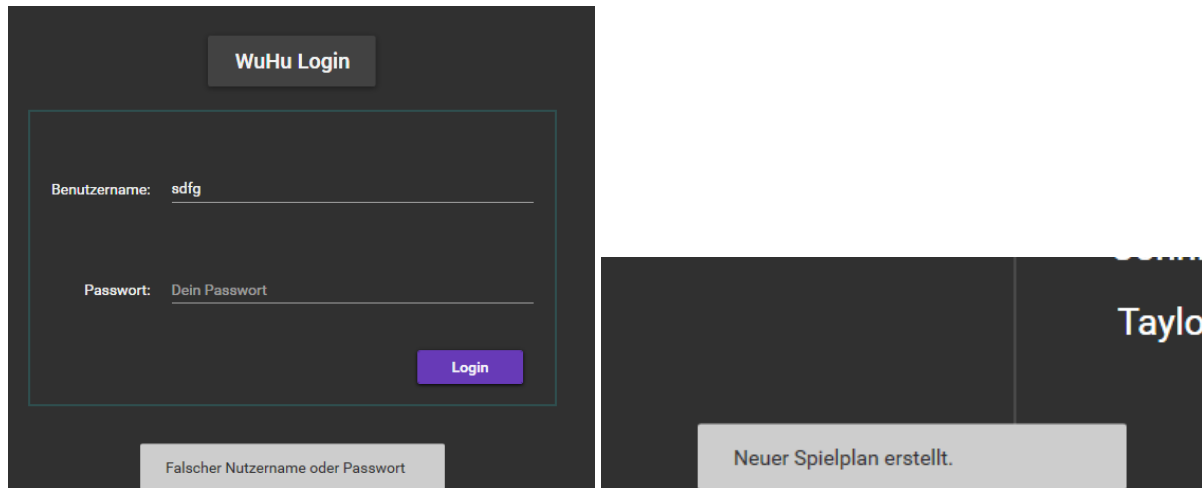 WuHu Login
Benutzername: sdfg
Passwort: Dein Passwort
Login
Falscher Nutzername oder Passwort
Taylo
Neuer Spielplan erstellt.